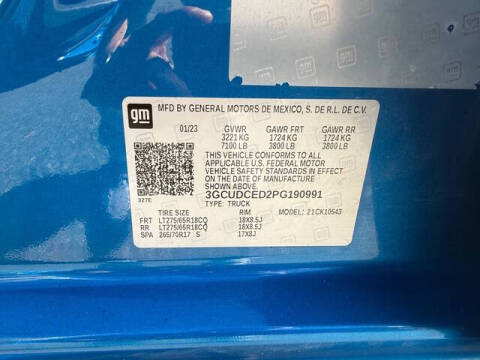 gm
MFD BY GENERAL MOTORS DE MEXICO, S. DE R.L. DE C.V.
01/23 GVWR GAWR FRT GAWR RR
3221 KG 1724 KG 1724 KG
7100 LB 3800 LB 3800 LB
THIS VEHICLE CONFORMS TO ALL APPLICABLE
U.S. FEDERAL MOTOR
VEHICLE SAFETY STANDARDS IN EFFECT
ON THE DATE OF MANUFACTURE SHOWN ABOVE.
3GCUDCED2PG190991
327E TYPE: TRUCK
TIRE SIZE RIM MODEL: 21CK10543
FRT LT275/65R18CQ 18X8.5J
RR LT275/65R18CQ 18X8.5J
SPA 265/70R17 S 17X8J